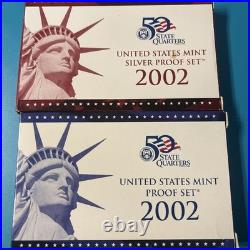 50
STATE
QUARTERS
UNITED STATES MINT
SILVER PROOF SET
2002
50
STATE
QUARTERS
UNITED STATES MINT
PROOF SET
2002